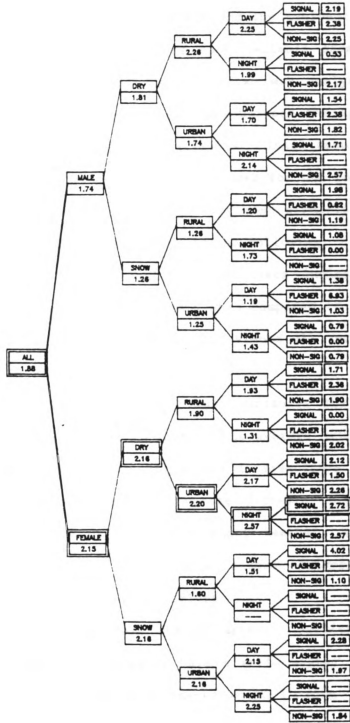 ALL
1.88
MALE
1.74
DRY
1.81
RURAL
2.26
DAY
2.25
SIGNAL 2.19
FLASHER 2.38
NON-SIG 2.25
NIGHT
1.99
SIGNAL 0.53
FLASHER ----
NON-SIG 2.17
URBAN
1.74
DAY
1.70
SIGNAL 1.54
FLASHER 2.38
NON-SIG 1.82
NIGHT
2.14
SIGNAL 1.71
FLASHER ----
NON-SIG 2.57
SNOW
1.26
RURAL
1.26
DAY
1.20
SIGNAL 1.98
FLASHER 0.82
NON-SIG 1.19
NIGHT
1.73
SIGNAL 1.08
FLASHER 0.00
NON-SIG ----
URBAN
1.25
DAY
1.19
SIGNAL 1.38
FLASHER
NON-SIG 1.03
NIGHT
1.43
SIGNAL 0.79
FLASHER 0.00
NON-SIG 0.79
FEMALE
2.15
DRY
2.16
RURAL
1.90
DAY
1.93
SIGNAL 1.71
FLASHER 2.38
NON-SIG 1.90
NIGHT
1.31
SIGNAL 0.00
FLASHER ----
NON-SIG 2.02
URBAN
2.20
DAY
2.17
SIGNAL 2.12
FLASHER 1.50
NON-SIG 2.26
NIGHT
2.57
SIGNAL 2.72
FLASHER ----
NON-SIG 2.57
SNOW
2.16
RURAL
1.60
DAY
1.51
SIGNAL 4.02
FLASHER ----
NON-SIG 1.10
NIGHT
----
SIGNAL ----
FLASHER ----
NON-SIG ----
URBAN
2.16
DAY
2.15
SIGNAL 2.28
FLASHER ----
NON-SIG 1.97
NIGHT
2.25
SIGNAL ----
FLASHER ----
NON-SIG 1.84